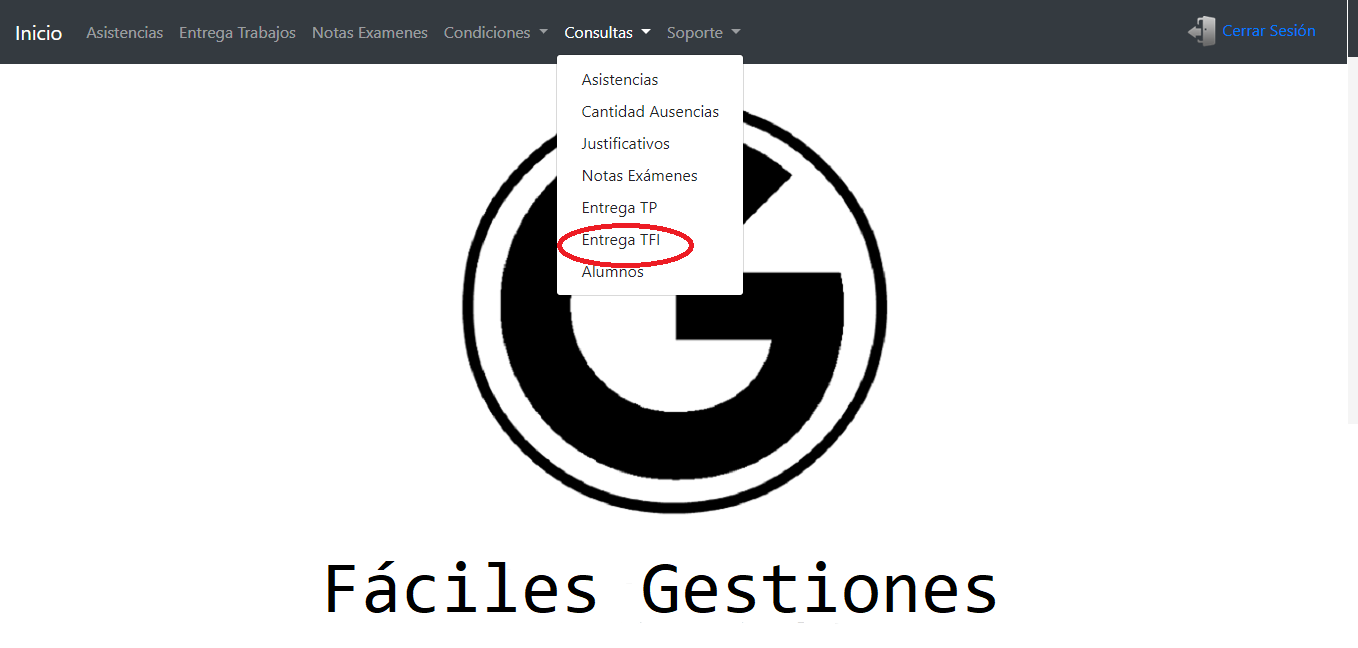 Inicio Asistencias Entrega Trabajos Notas Examenes Condiciones Consultas Soporte Cerrar Sesión
Asistencias
Cantidad Ausencias
Justificativos
Notas Exámenes
Entrega TP
Entrega TFI
Alumnos
Fáciles Gestiones